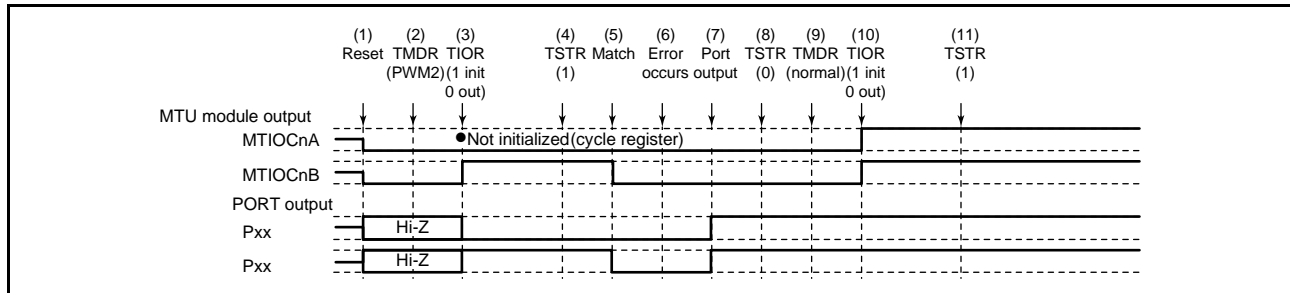 (1) (2) (3) (4) (5) (6) (7) (8) (9) (10) (11)
Reset TMDR TIOR TSTR Match Error Port TSTR TMDR TIOR TSTR
(PWM2) (1 init (1) occurs output (0) (normal) (1 init (1)
0 out) 0 out)
MTU module output
MTIOCnA
Not initialized (cycle register)
MTIOCnB
PORT output
Pxx
Hi-Z
Pxx
Hi-Z